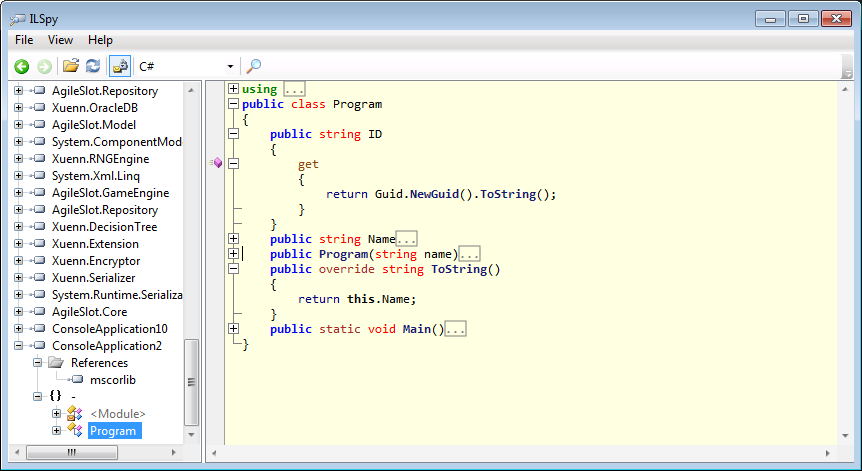 ILSpy
File View Help
C#
AgileSlot.Repository
Xuenn.OracleDB
AgileSlot.Model
System.ComponentMode
Xuenn.RNGEngine
System.Xml.Linq
AgileSlot.GameEngine
AgileSlot.Repository
Xuenn.DecisionTree
Xuenn.Extension
Xuenn.Encryptor
Xuenn.Serializer
System.Runtime.Serializa
AgileSlot.Core
ConsoleApplication10
ConsoleApplication2
References
mscorlib
{} -
<Module>
Program
using ...
public class Program
{
public string ID
{
get
{
return Guid.NewGuid().ToString();
}
}
public string Name...
public Program(string name)...
public override string ToString()
{
return this.Name;
}
public static void Main()...
}